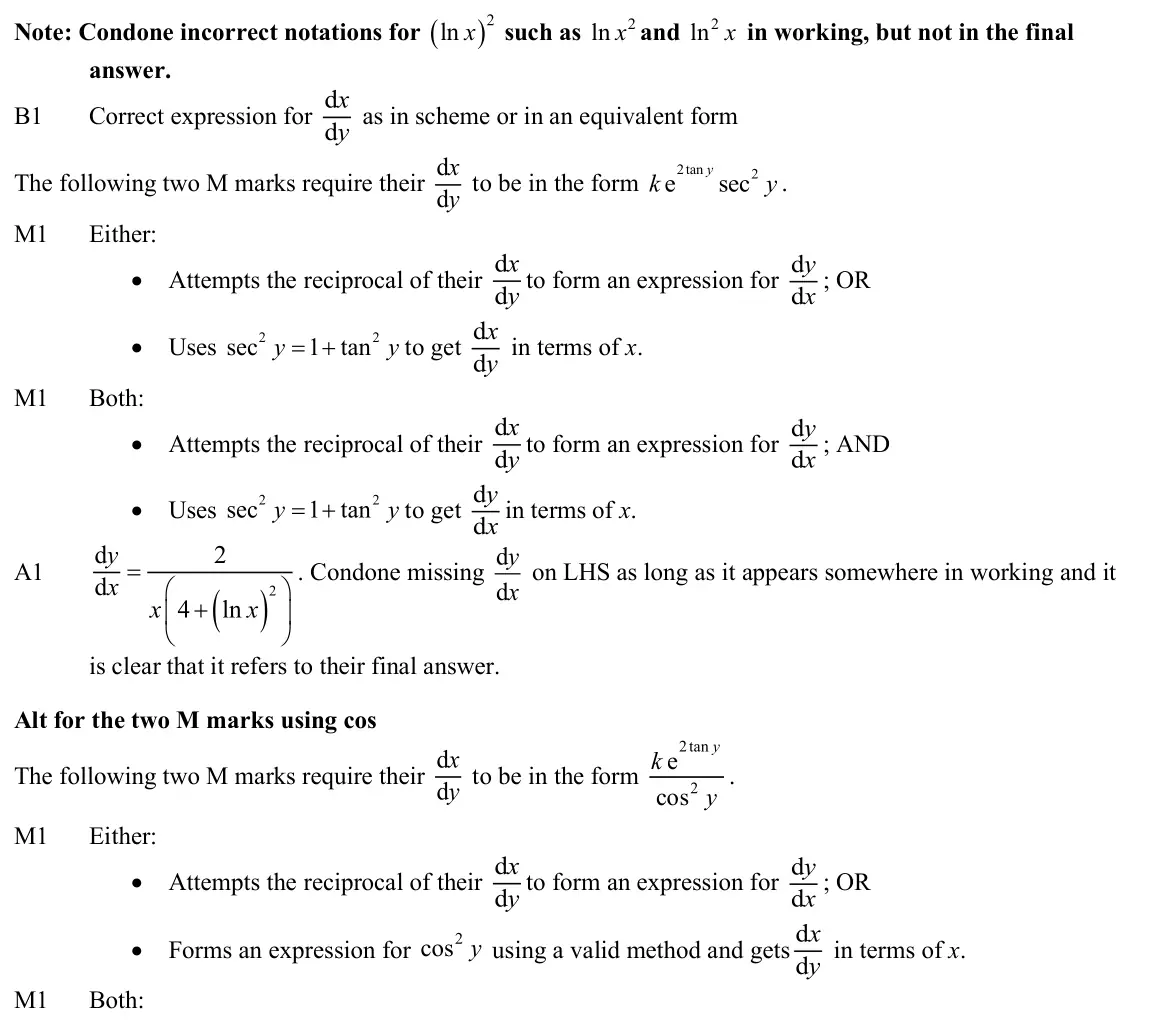 Note: Condone incorrect notations for (ln x)² such as ln x² and ln² x in working, but not in the final
answer.
B1 Correct expression for dx/dy as in scheme or in an equivalent form
The following two M marks require their dx/dy to be in the form k e^(2 tan y) sec² y.
M1 Either:
• Attempts the reciprocal of their dx/dy to form an expression for dy/dx; OR
• Uses sec² y = 1 + tan² y to get dx/dy in terms of x.
M1 Both:
• Attempts the reciprocal of their dx/dy to form an expression for dy/dx; AND
• Uses sec² y = 1 + tan² y to get dy/dx in terms of x.
A1 dy/dx = 2/(x(4 + (ln x)²)). Condone missing dy/dx on LHS as long as it appears somewhere in working and it
is clear that it refers to their final answer.
Alt for the two M marks using cos
The following two M marks require their dx/dy to be in the form k e^(2 tan y)/cos² y.
M1 Either:
• Attempts the reciprocal of their dx/dy to form an expression for dy/dx; OR
• Forms an expression for cos² y using a valid method and gets dx/dy in terms of x.
M1 Both: